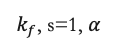 k_f, s=1, α